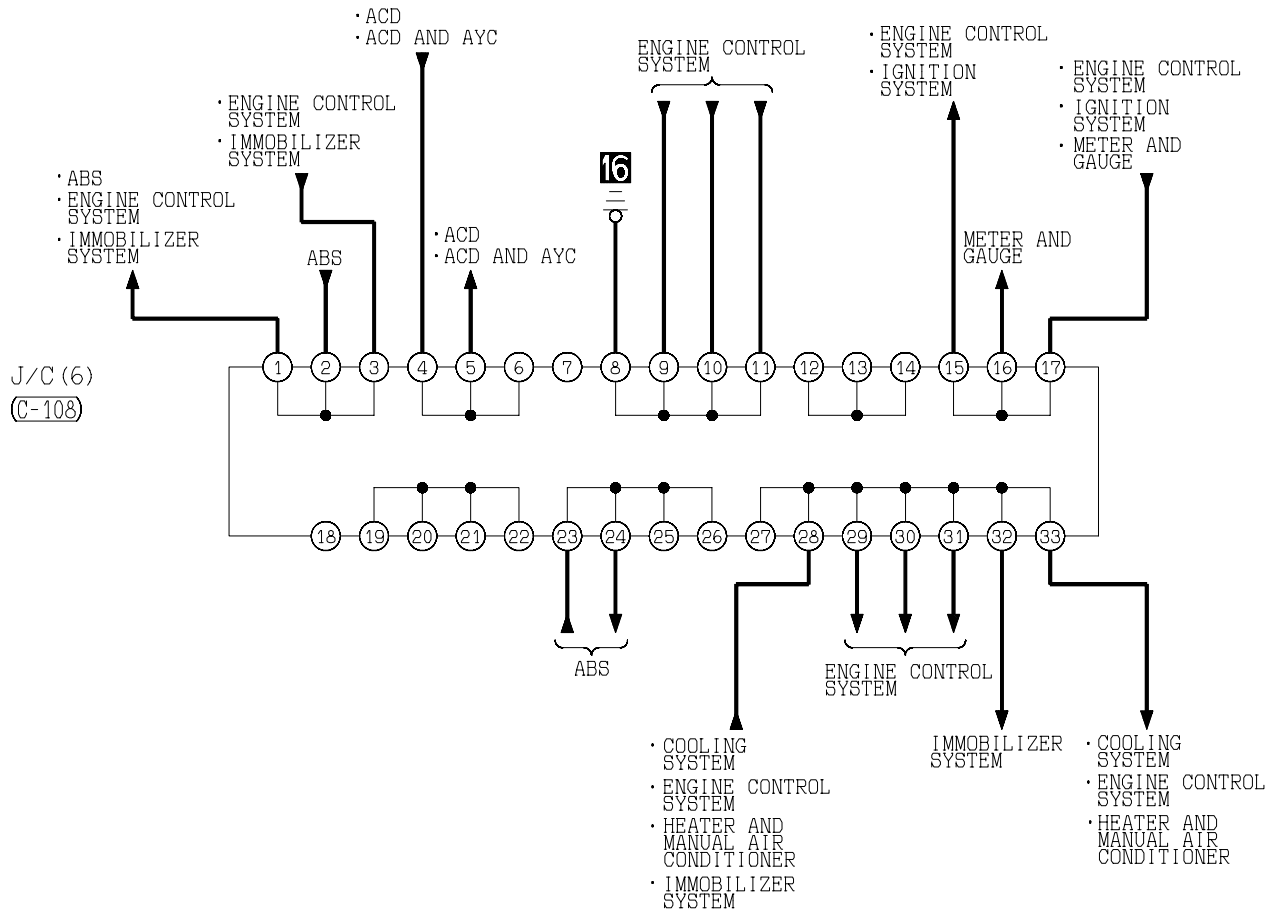 · ACD
· ACD AND AYC
ENGINE CONTROL
SYSTEM
· ENGINE CONTROL
SYSTEM
· IGNITION
SYSTEM
· ENGINE CONTROL
SYSTEM
· IGNITION
SYSTEM
· METER AND
GAUGE
· ENGINE CONTROL
SYSTEM
· IMMOBILIZER
SYSTEM
16
· ABS
· ENGINE CONTROL
SYSTEM
· IMMOBILIZER
SYSTEM
ABS
· ACD
· ACD AND AYC
METER AND
GAUGE
J/C (6)
C-108
1 2 3 4 5 6 7 8 9 10 11 12 13 14 15 16 17
18 19 20 21 22 23 24 25 26 27 28 29 30 31 32 33
ABS
ENGINE CONTROL
SYSTEM
· COOLING
SYSTEM
· ENGINE CONTROL
SYSTEM
· HEATER AND
MANUAL AIR
CONDITIONER
· IMMOBILIZER
SYSTEM
IMMOBILIZER
SYSTEM
· COOLING
SYSTEM
· ENGINE CONTROL
SYSTEM
· HEATER AND
MANUAL AIR
CONDITIONER